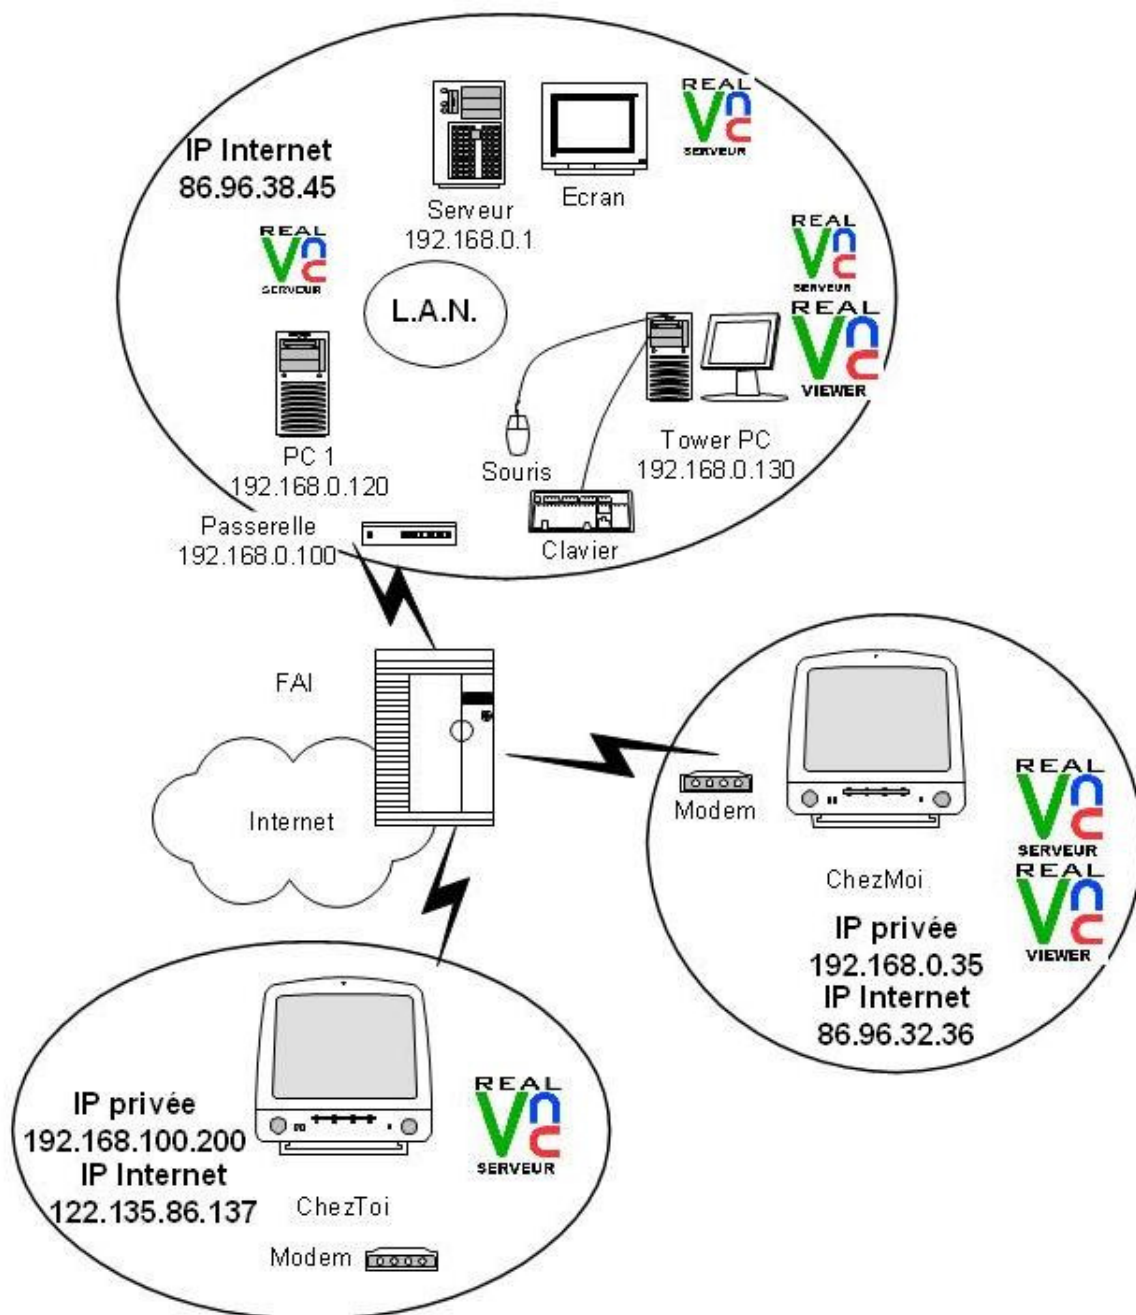 REAL
Vnc
SERVEUR
IP Internet
86.96.38.45
Serveur
192.168.0.1
Ecran
REAL
Vnc
SERVEUR
REAL
Vnc
SERVEUR
L.A.N.
REAL
Vnc
VIEWER
PC 1
192.168.0.120
Souris
Tower PC
192.168.0.130
Passerelle
192.168.0.100
Clavier
FAI
Internet
Modem
REAL
Vnc
SERVEUR
ChezMoi
REAL
Vnc
VIEWER
IP privée
192.168.0.35
IP Internet
86.96.32.36
REAL
Vnc
SERVEUR
IP privée
192.168.100.200
IP Internet
122.135.86.137
ChezToi
Modem